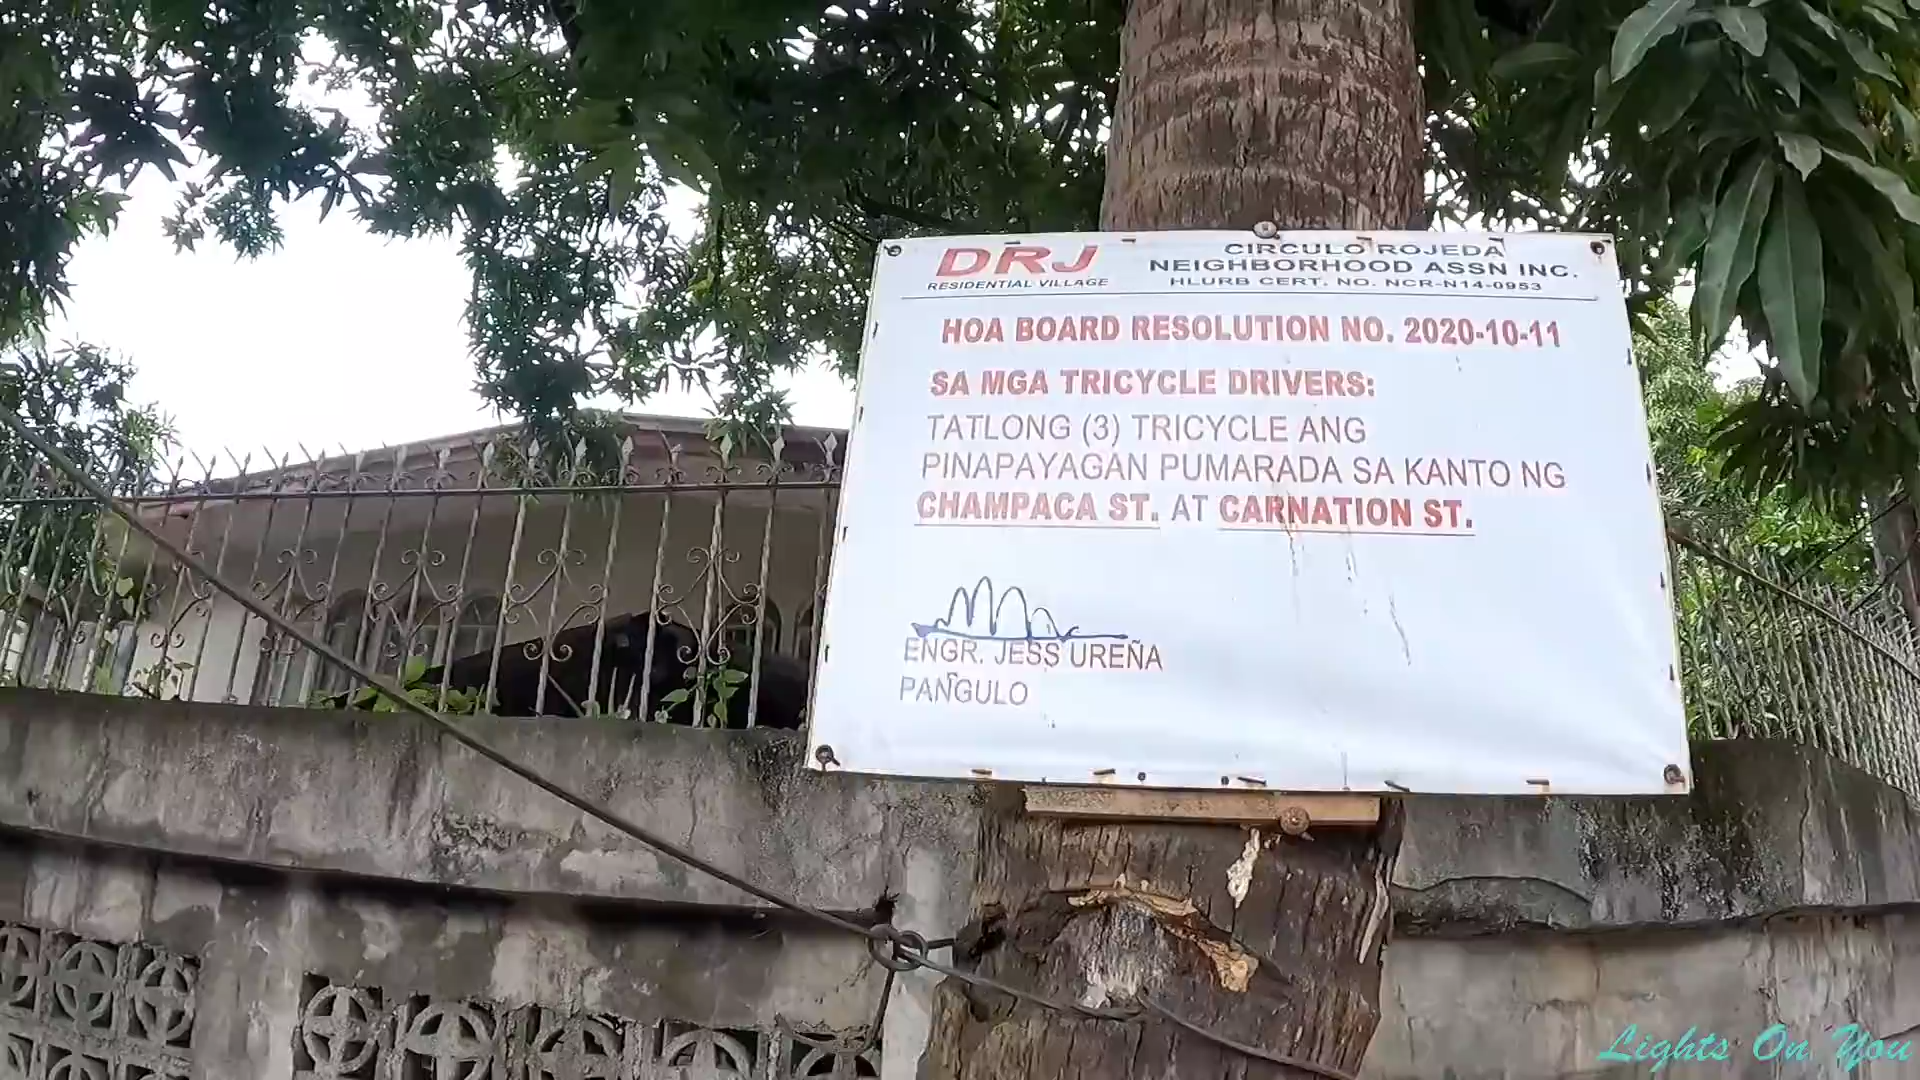 DRJ
RESIDENTIAL VILLAGE
CIRCULO ROJEDA
NEIGHBORHOOD ASSN INC.
HLURB CERT. NO. NCR-N14-0953
HOA BOARD RESOLUTION NO. 2020-10-11
SA MGA TRICYCLE DRIVERS:
TATLONG (3) TRICYCLE ANG
PINAPAYAGAN PUMARADA SA KANTO NG
CHAMPACA ST. AT CARNATION ST.
ENGR. JESS UREÑA
PANGULO
Lights On You